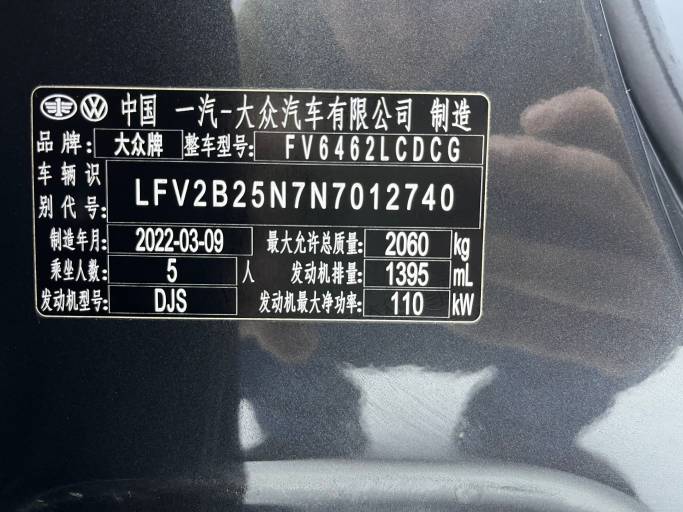 中国 一汽-大众汽车有限公司 制造
品牌: 大众牌 整车型号: FV6462LCDCG
车辆识别代号: LFV2B25N7N7012740
制造年月: 2022-03-09 最大允许总质量: 2060 kg
乘坐人数: 5 人 发动机排量: 1395 mL
发动机型号: DJS 发动机最大净功率: 110 kW